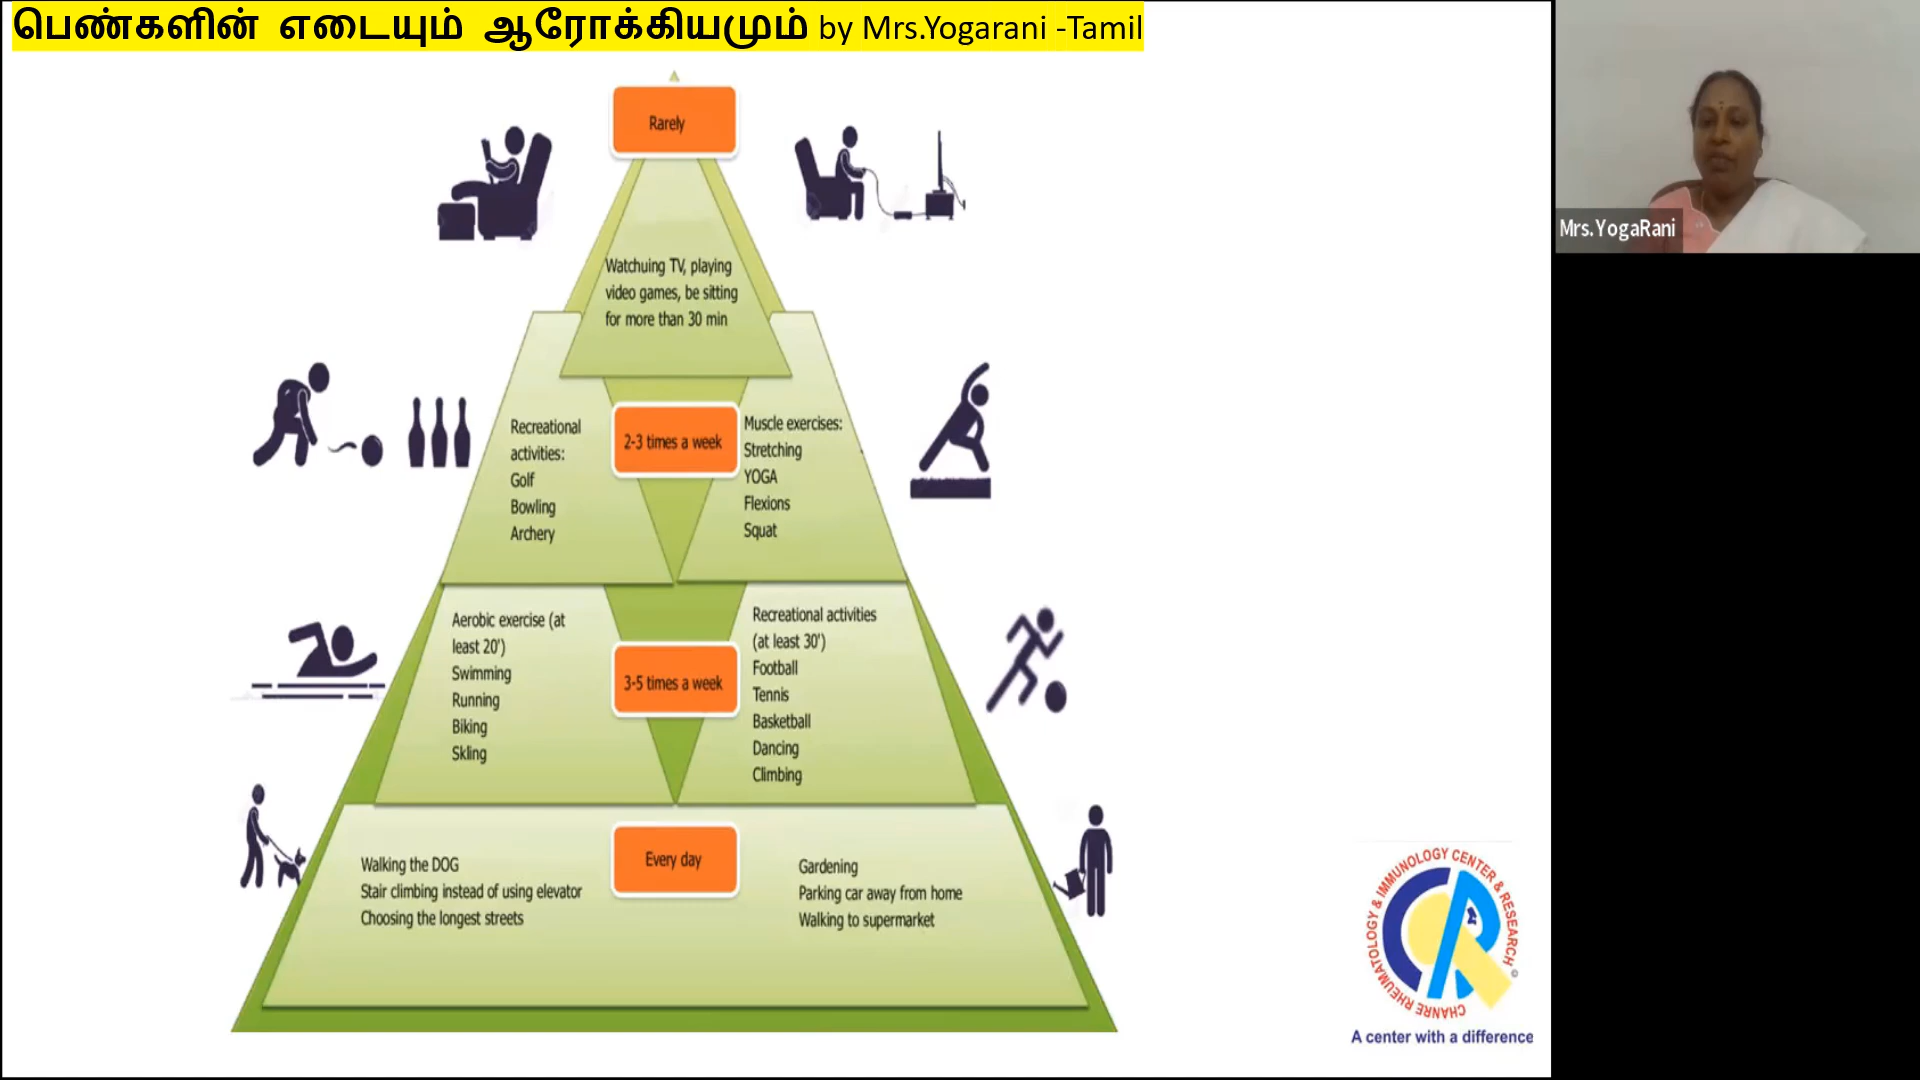 பெண்களின் எடையும் ஆரோக்கியமும் by Mrs.Yogarani -Tamil
Mrs.YogaRani
Rarely
Watchuing TV, playing
video games, be sitting
for more than 30 min
2-3 times a week
Recreational
activities:
Golf
Bowling
Archery
Muscle exercises:
Stretching
YOGA
Flexions
Squat
3-5 times a week
Aerobic exercise (at
least 20')
Swimming
Running
Biking
Skling
Recreational activities
(at least 30')
Football
Tennis
Basketball
Dancing
Climbing
Every day
Walking the DOG
Stair climbing instead of using elevator
Choosing the longest streets
Gardening
Parking car away from home
Walking to supermarket
CHANRE RHEUMATOLOGY & IMMUNOLOGY CENTER & RESEARCH
©
A center with a difference